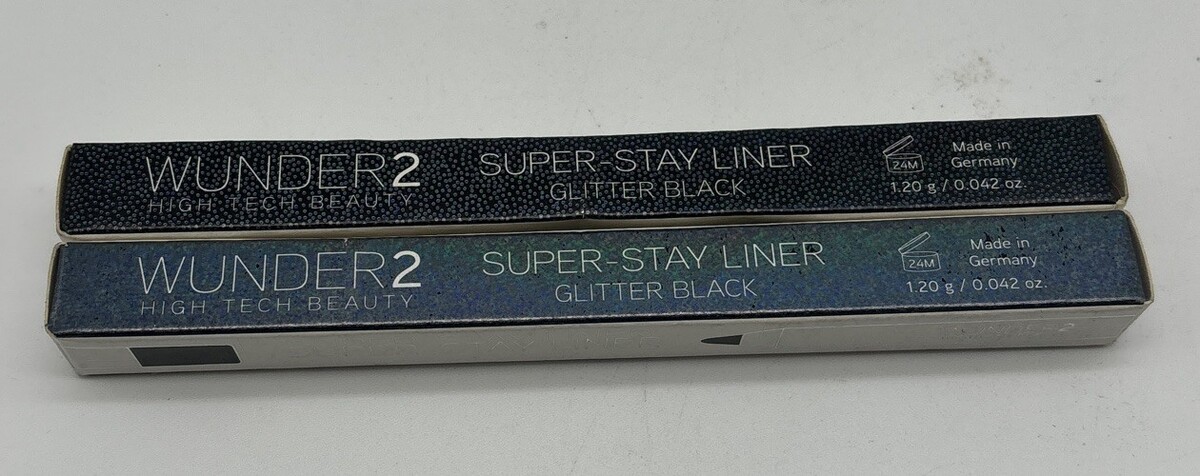 WUNDER2
HIGH TECH BEAUTY
SUPER-STAY LINER
GLITTER BLACK
24M
Made in
Germany
1.20 g / 0.042 oz.
WUNDER2
HIGH TECH BEAUTY
SUPER-STAY LINER
GLITTER BLACK
24M
Made in
Germany
1.20 g / 0.042 oz.
WUNDER2